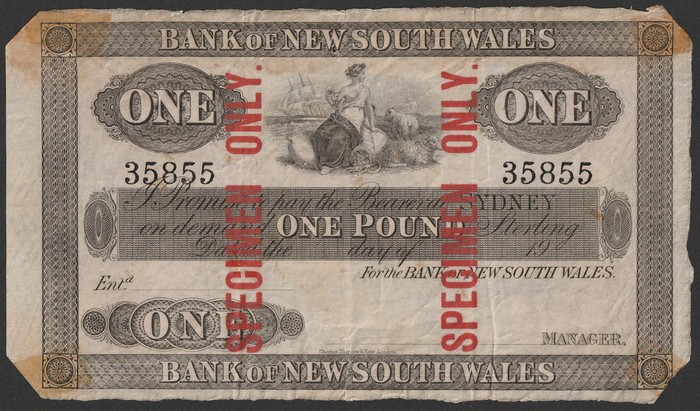 BANK OF NEW SOUTH WALES
ONE ONE
35855 35855
I Promise to pay the Bearer at SYDNEY
on demand ONE POUND Sterling
Dated the day of 19
For the BANK OF NEW SOUTH WALES.
Entd
ONE
MANAGER.
BANK OF NEW SOUTH WALES
SPECIMEN ONLY.
SPECIMEN ONLY.